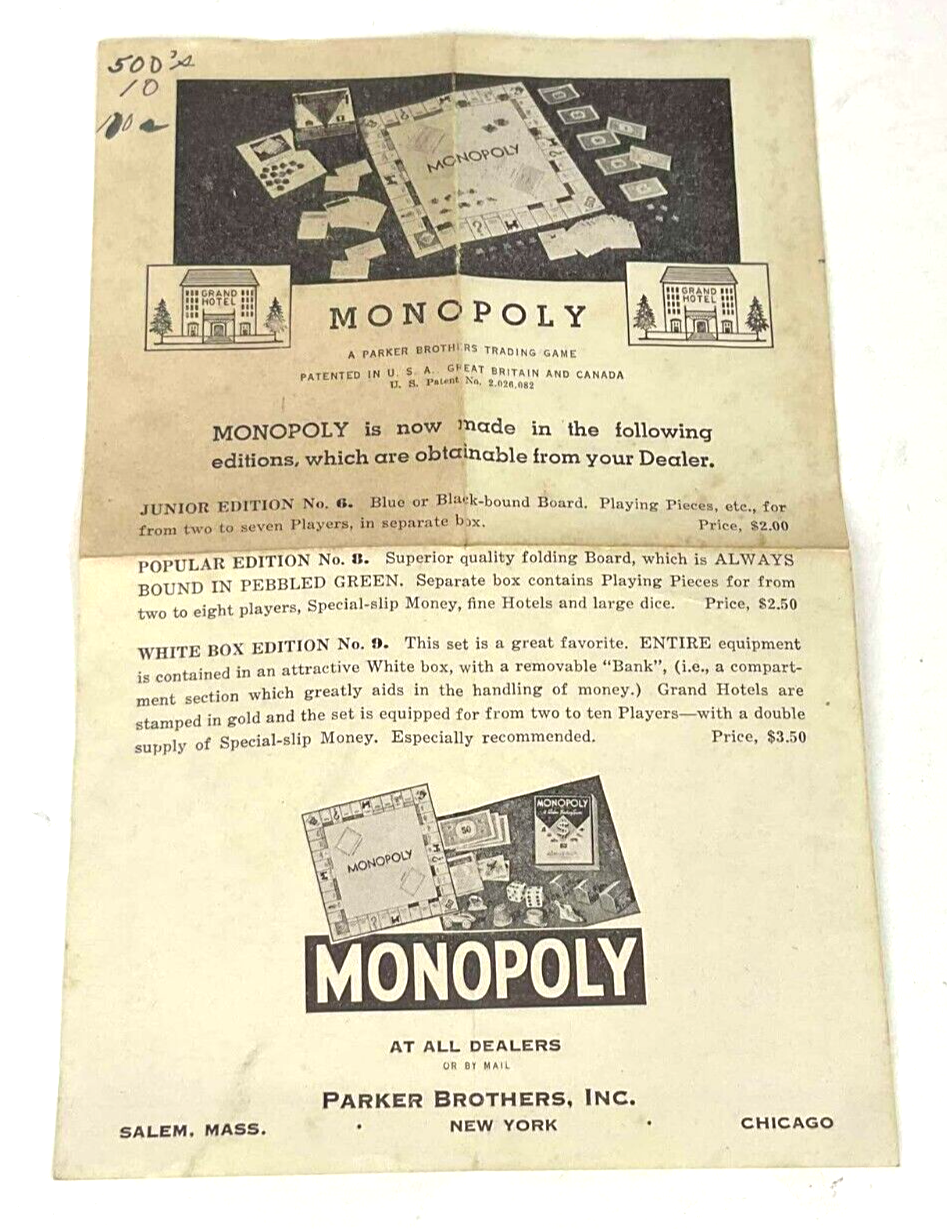 500's
10
MONOPOLY
GRAND
HOTEL
GRAND
HOTEL
MONOPOLY
A PARKER BROTHERS TRADING GAME
PATENTED IN U. S. A. GREAT BRITAIN AND CANADA
U. S. Patent No. 2,026,082
MONOPOLY is now made in the following
editions, which are obtainable from your Dealer.
JUNIOR EDITION No. 6. Blue or Black-bound Board. Playing Pieces, etc., for
from two to seven Players, in separate box. Price, $2.00
POPULAR EDITION No. 8. Superior quality folding Board, which is ALWAYS
BOUND IN PEBBLED GREEN. Separate box contains Playing Pieces for from
two to eight players, Special-slip Money, fine Hotels and large dice. Price, $2.50
WHITE BOX EDITION No. 9. This set is a great favorite. ENTIRE equipment
is contained in an attractive White box, with a removable “Bank”, (i.e., a compart-
ment section which greatly aids in the handling of money.) Grand Hotels are
stamped in gold and the set is equipped for from two to ten Players—with a double
supply of Special-slip Money. Especially recommended. Price, $3.50
MONOPOLY
50
MONOPOLY
MONOPOLY
AT ALL DEALERS
OR BY MAIL
PARKER BROTHERS, INC.
SALEM, MASS. · NEW YORK · CHICAGO